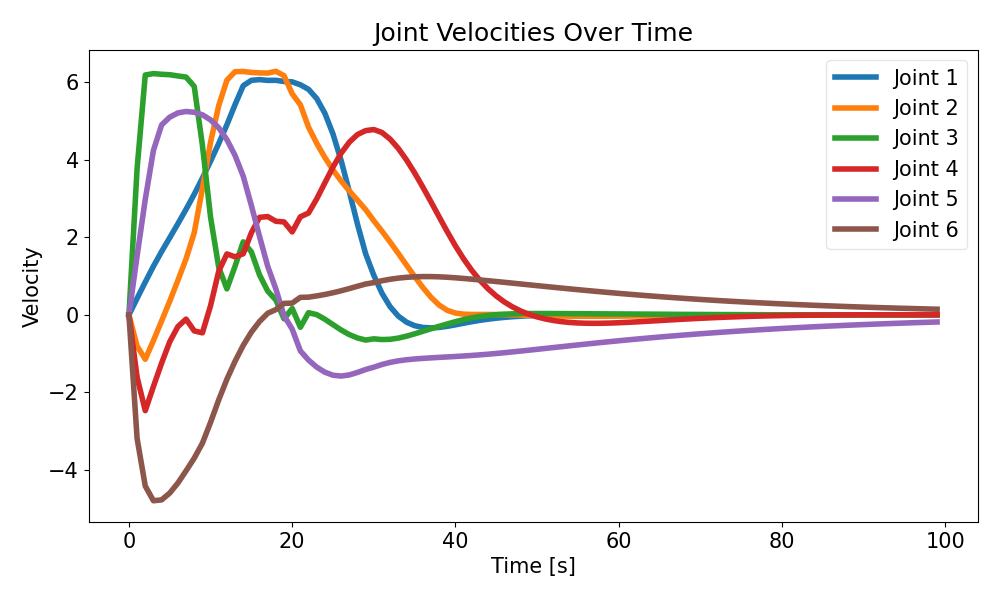 Joint Velocities Over Time
Velocity
6
4
2
0
−2
−4
0 20 40 60 80 100
Time [s]
Joint 1
Joint 2
Joint 3
Joint 4
Joint 5
Joint 6